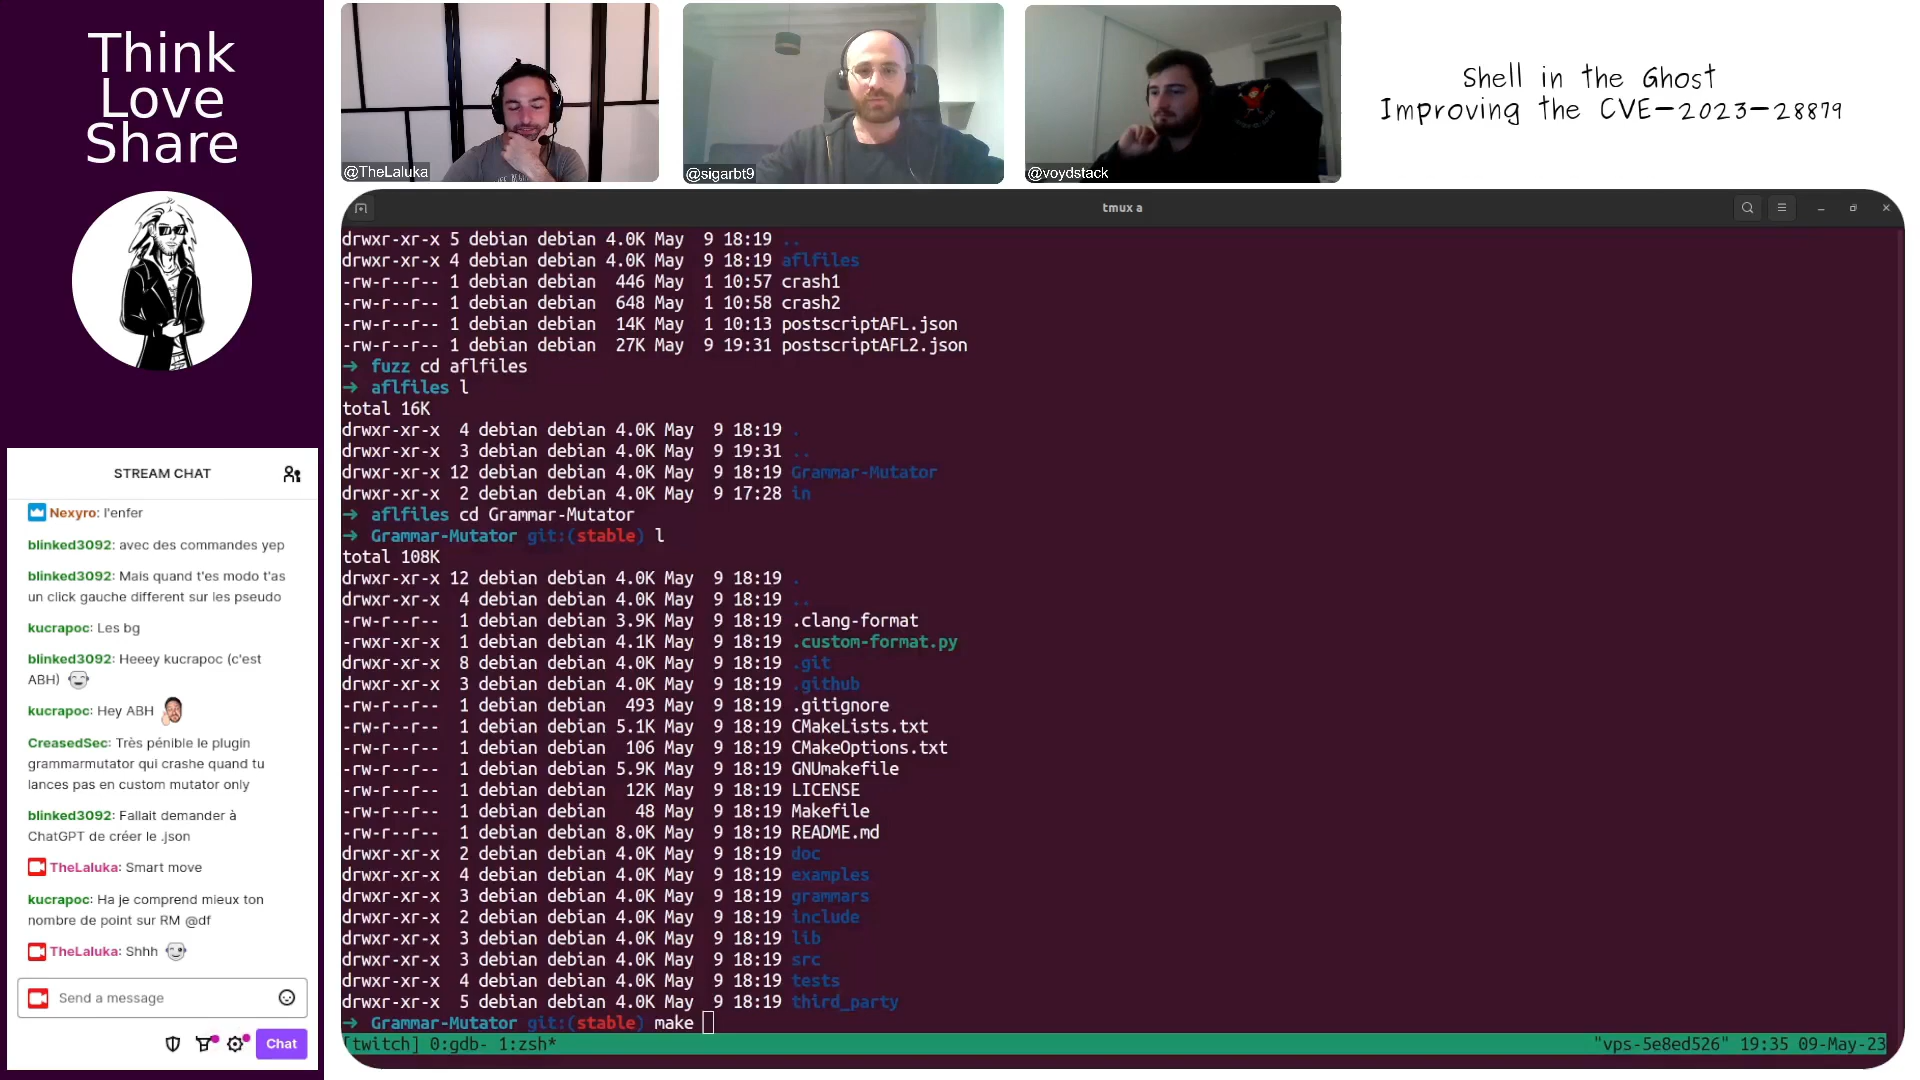 Think
Love
Share
@TheLaluka
@sigarbt9
@voydstack
Shell in the Ghost
Improving the CVE-2023-28879
tmux a
drwxr-xr-x 5 debian debian 4.0K May  9 18:19 ..
drwxr-xr-x 4 debian debian 4.0K May  9 18:19 aflfiles
-rw-r--r-- 1 debian debian  446 May  1 10:57 crash1
-rw-r--r-- 1 debian debian  648 May  1 10:58 crash2
-rw-r--r-- 1 debian debian  14K May  1 10:13 postscriptAFL.json
-rw-r--r-- 1 debian debian  27K May  9 19:31 postscriptAFL2.json
→ fuzz cd aflfiles
→ aflfiles l
total 16K
drwxr-xr-x  4 debian debian 4.0K May  9 18:19 .
drwxr-xr-x  3 debian debian 4.0K May  9 19:31 ..
drwxr-xr-x 12 debian debian 4.0K May  9 18:19 Grammar-Mutator
drwxr-xr-x  2 debian debian 4.0K May  9 17:28 in
→ aflfiles cd Grammar-Mutator
→ Grammar-Mutator git:(stable) l
total 108K
drwxr-xr-x 12 debian debian 4.0K May  9 18:19 .
drwxr-xr-x  4 debian debian 4.0K May  9 18:19 ..
-rw-r--r--  1 debian debian 3.9K May  9 18:19 .clang-format
-rwxr-xr-x  1 debian debian 4.1K May  9 18:19 .custom-format.py
drwxr-xr-x  8 debian debian 4.0K May  9 18:19 .git
drwxr-xr-x  3 debian debian 4.0K May  9 18:19 .github
-rw-r--r--  1 debian debian  493 May  9 18:19 .gitignore
-rw-r--r--  1 debian debian 5.1K May  9 18:19 CMakeLists.txt
-rw-r--r--  1 debian debian  106 May  9 18:19 CMakeOptions.txt
-rw-r--r--  1 debian debian 5.9K May  9 18:19 GNUmakefile
-rw-r--r--  1 debian debian  12K May  9 18:19 LICENSE
-rw-r--r--  1 debian debian   48 May  9 18:19 Makefile
-rw-r--r--  1 debian debian 8.0K May  9 18:19 README.md
drwxr-xr-x  2 debian debian 4.0K May  9 18:19 doc
drwxr-xr-x  4 debian debian 4.0K May  9 18:19 examples
drwxr-xr-x  3 debian debian 4.0K May  9 18:19 grammars
drwxr-xr-x  2 debian debian 4.0K May  9 18:19 include
drwxr-xr-x  3 debian debian 4.0K May  9 18:19 lib
drwxr-xr-x  3 debian debian 4.0K May  9 18:19 src
drwxr-xr-x  4 debian debian 4.0K May  9 18:19 tests
drwxr-xr-x  5 debian debian 4.0K May  9 18:19 third_party
→ Grammar-Mutator git:(stable) make
[twitch] 0:gdb- 1:zsh* "vps-5e8ed526" 19:35 09-May-23
STREAM CHAT
Nexyro: l'enfer
blinked3092: avec des commandes yep
blinked3092: Mais quand t'es modo t'as
un click gauche different sur les pseudo
kucrapoc: Les bg
blinked3092: Heeey kucrapoc (c'est
ABH)
kucrapoc: Hey ABH
CreasedSec: Très pénible le plugin
grammarmutator qui crashe quand tu
lances pas en custom mutator only
blinked3092: Fallait demander à
ChatGPT de créer le .json
TheLaluka: Smart move
kucrapoc: Ha je comprend mieux ton
nombre de point sur RM @df
TheLaluka: Shhh
Send a message
Chat